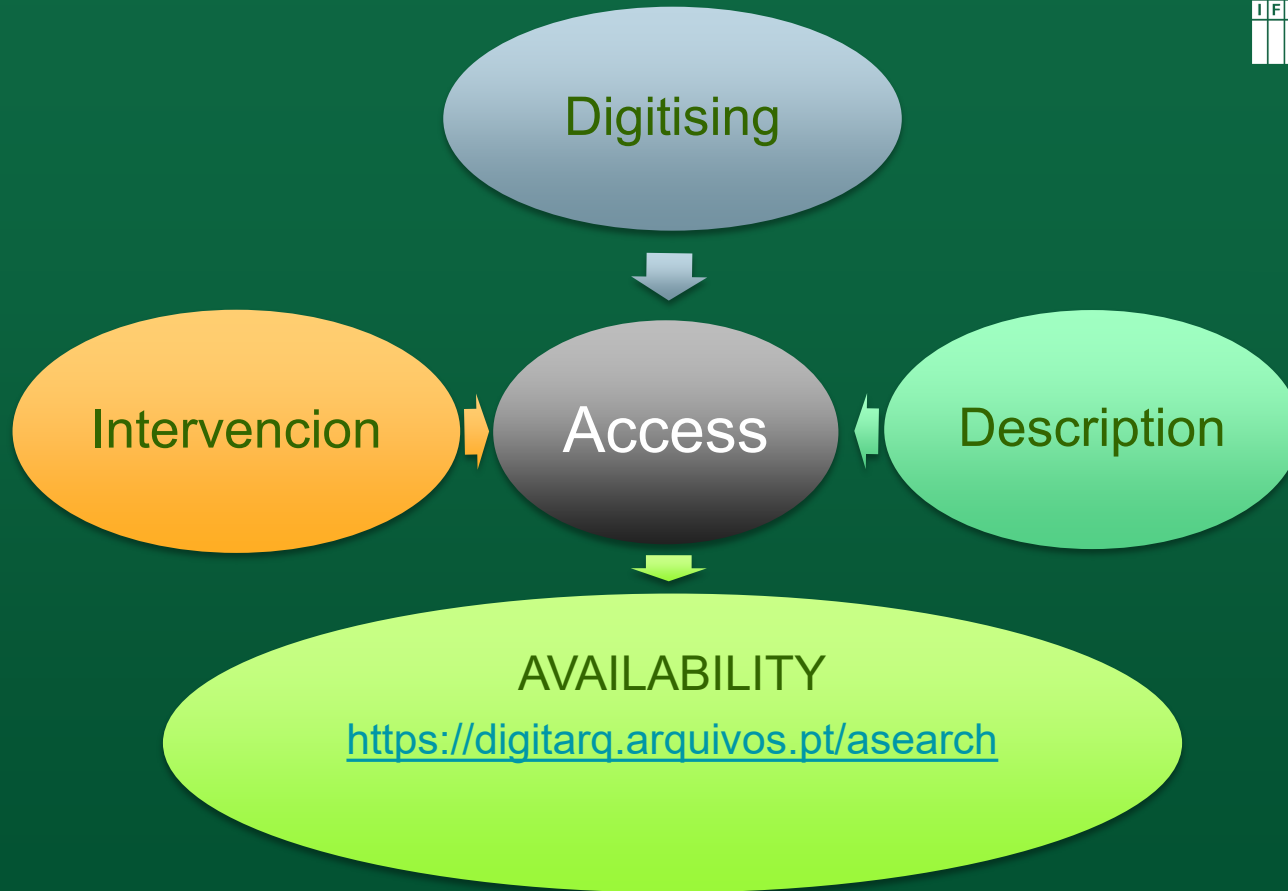 I F
Digitising
Intervencion
Access
Description
AVAILABILITY
https://digitarq.arquivos.pt/asearch